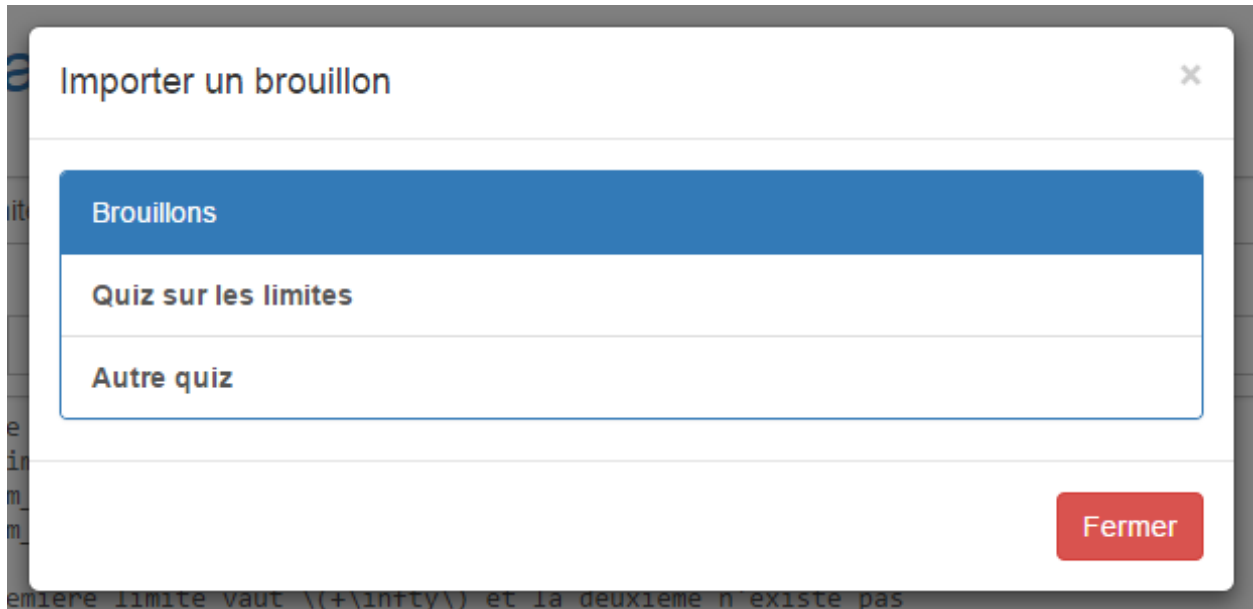 Importer un brouillon
×
Brouillons
Quiz sur les limites
Autre quiz
Fermer
limite vaut \(+\infty\) et la deuxième n'existe pas